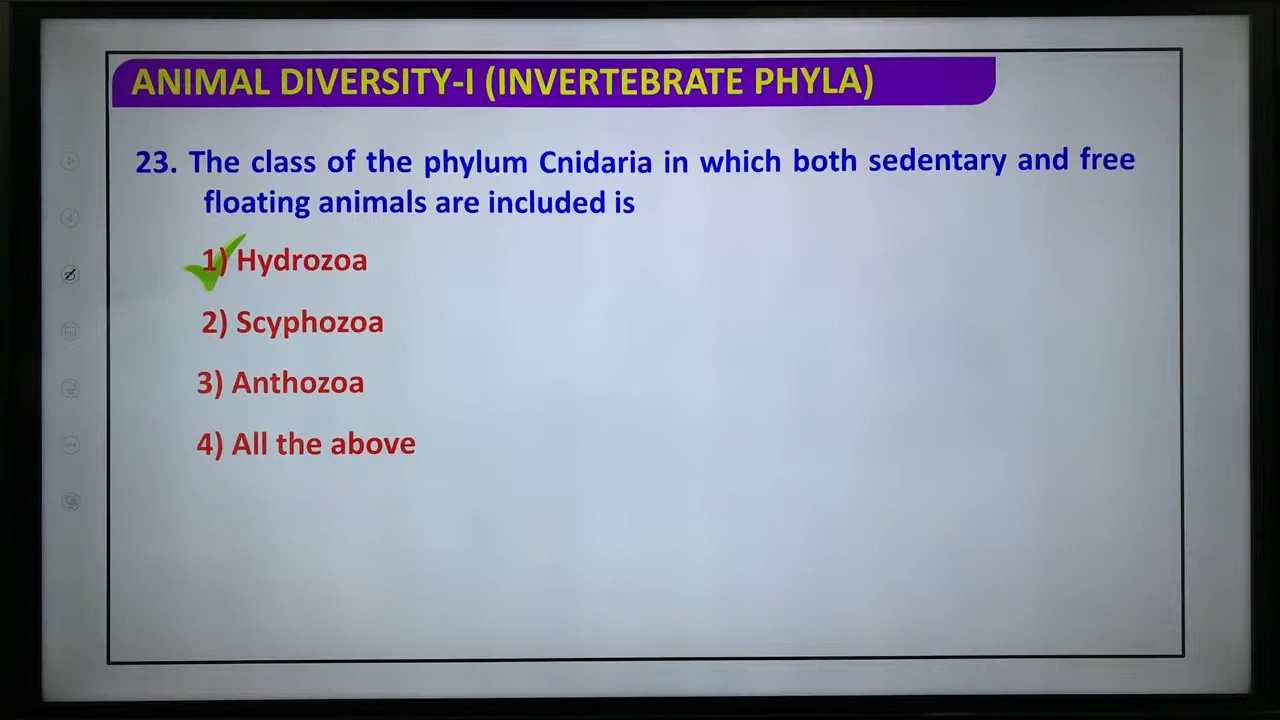 ANIMAL DIVERSITY-I (INVERTEBRATE PHYLA)
23. The class of the phylum Cnidaria in which both sedentary and free
floating animals are included is
1) Hydrozoa
2) Scyphozoa
3) Anthozoa
4) All the above